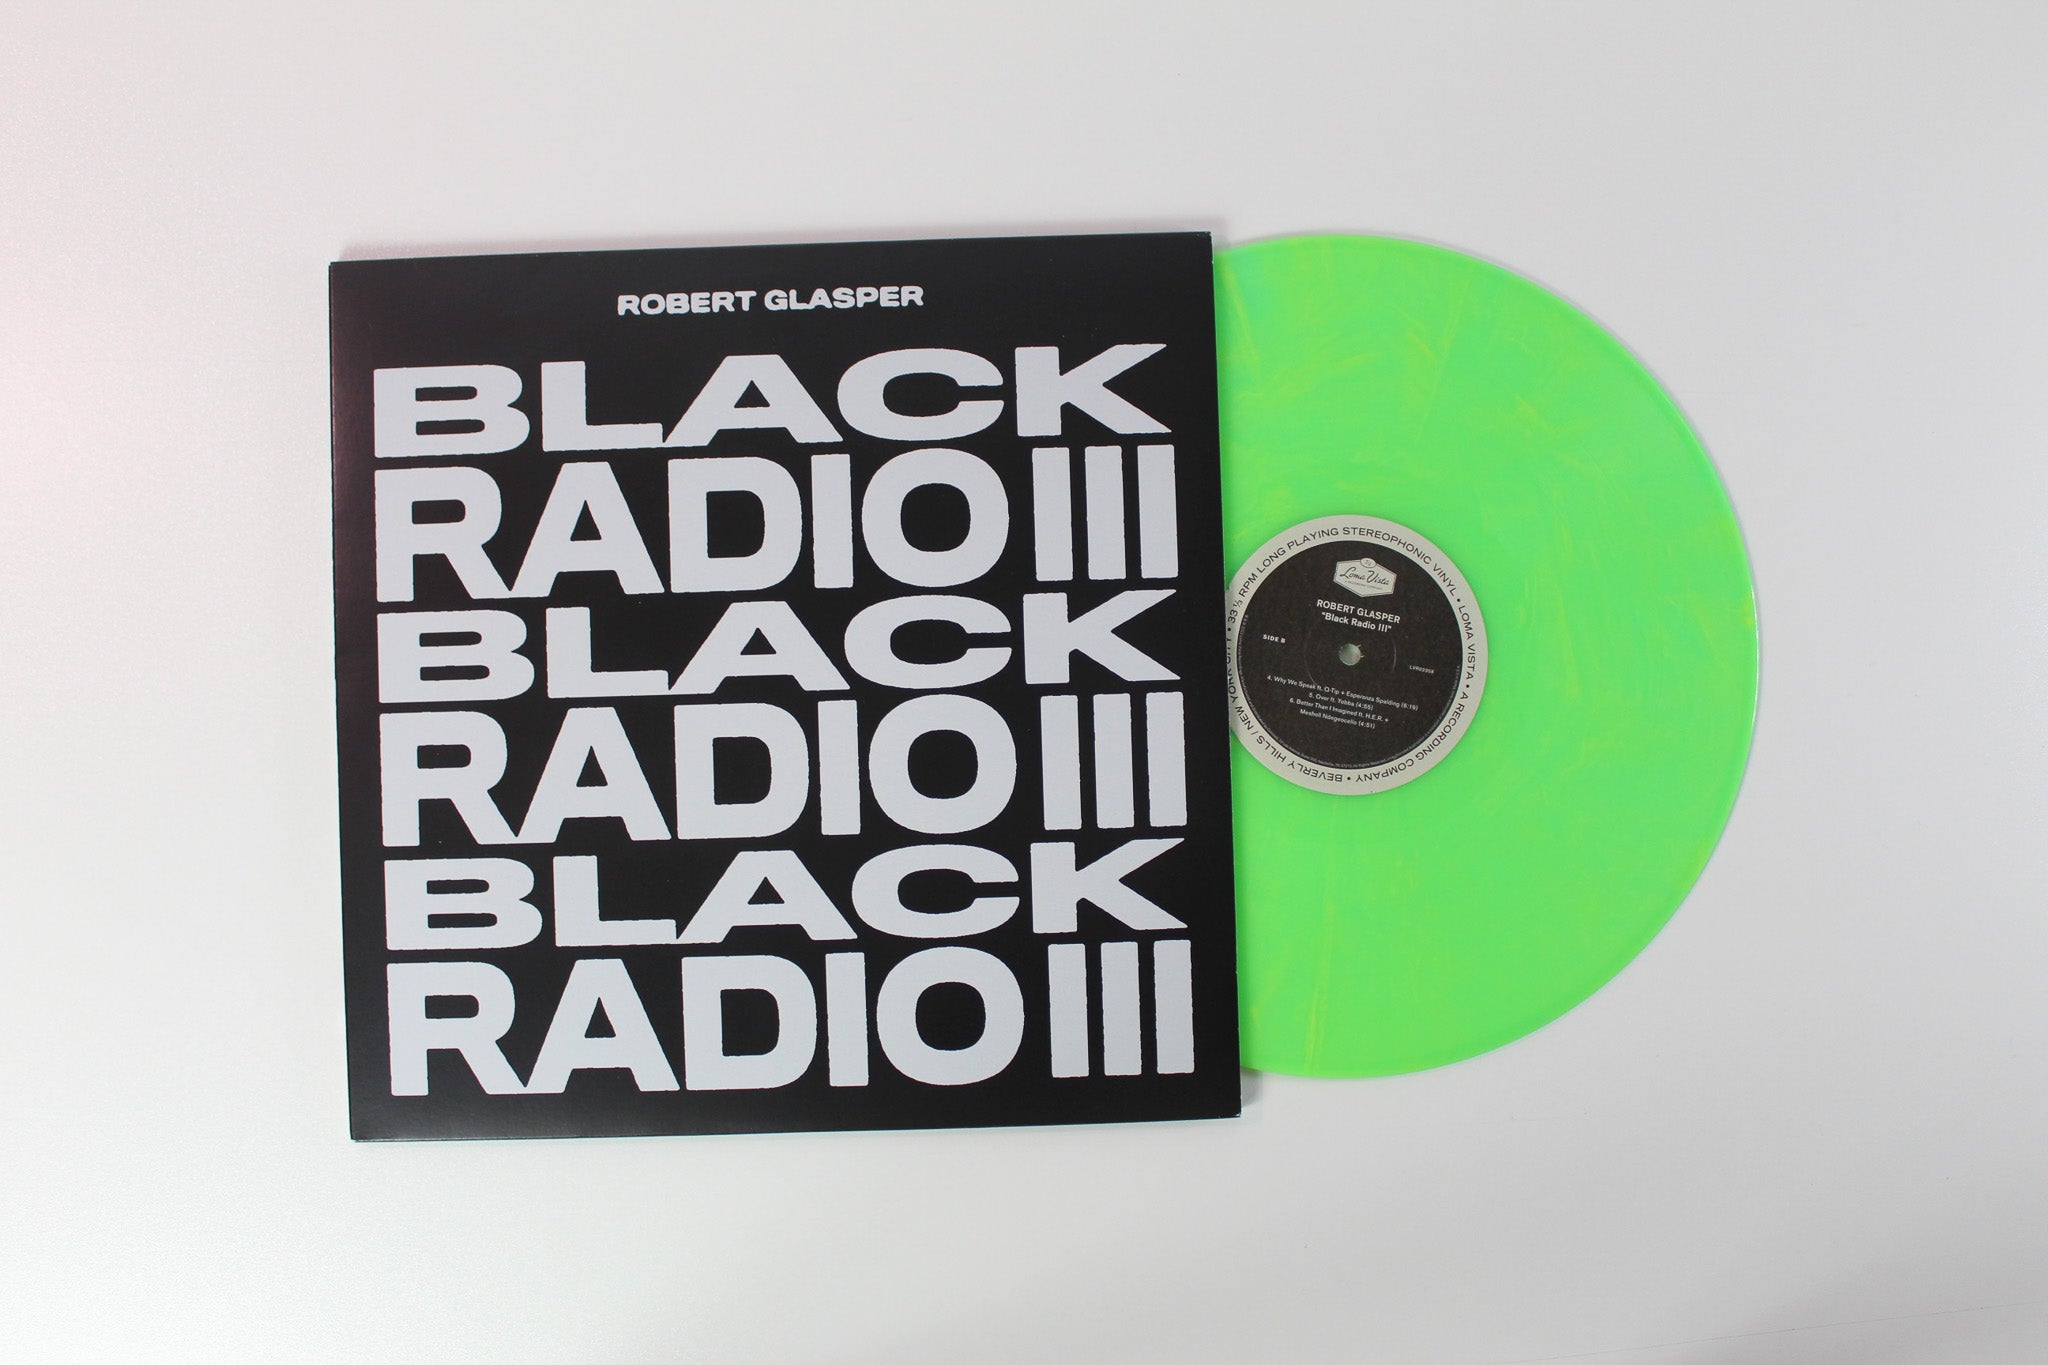 ROBERT GLASPER
BLACK
RADIO III
BLACK
RADIO III
BLACK
RADIO III
33 ⅓ RPM LONG PLAYING STEREOPHONIC VINYL • LOMA VISTA • A RECORDING COMPANY • BEVERLY HILLS / NEW YORK CITY •
Loma Vista
ROBERT GLASPER
"Black Radio III"
SIDE B
4. Why We Speak ft. Q-Tip + Esperanza Spalding (6:19)
5. Over ft. Yebba (4:55)
6. Better Than I Imagined ft. H.E.R. +
Meshell Ndegeocello (4:51)